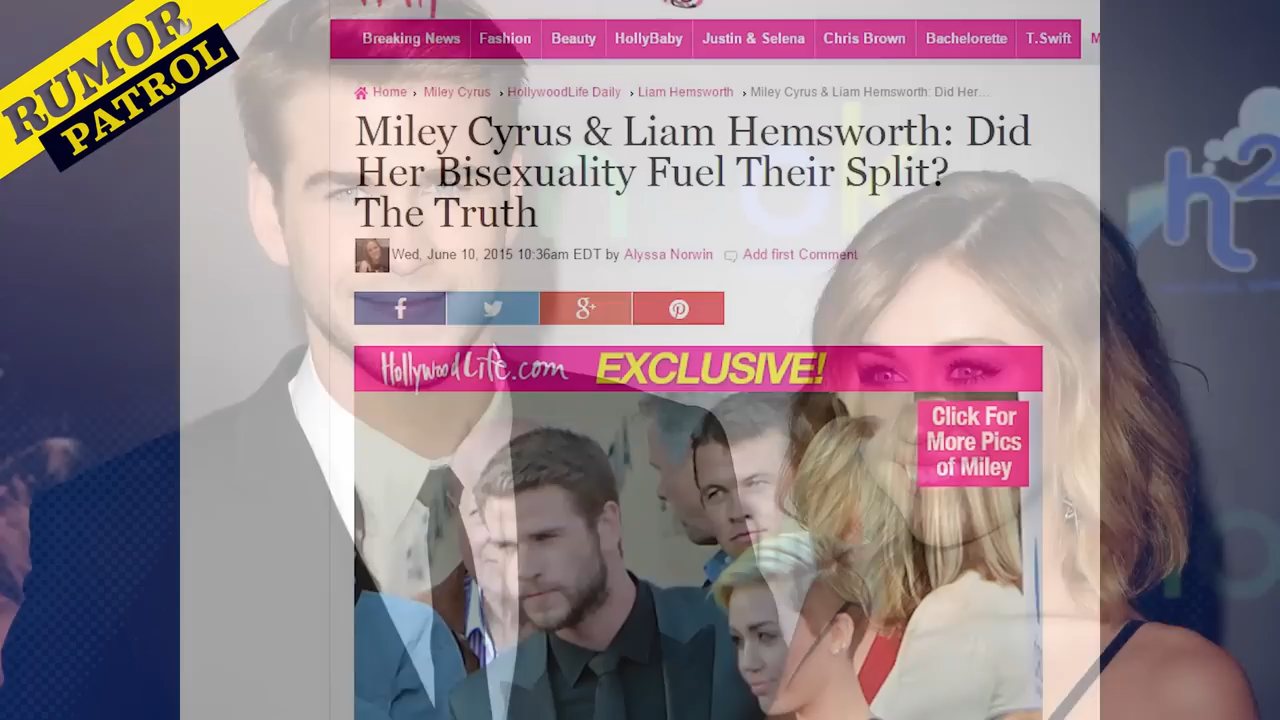 RUMOR
PATROL
Breaking News Fashion Beauty HollyBaby Justin & Selena Chris Brown Bachelorette T.Swift M
Home › Miley Cyrus › HollywoodLife Daily › Liam Hemsworth › Miley Cyrus & Liam Hemsworth: Did Her...
Miley Cyrus & Liam Hemsworth: Did
Her Bisexuality Fuel Their Split?
The Truth
Wed, June 10, 2015 10:36am EDT by Alyssa Norwin Add first Comment
f g+
HollywoodLife.com EXCLUSIVE!
Click For
More Pics
of Miley
h2